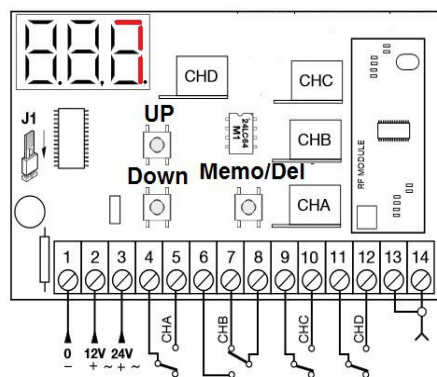 CHD
CHC
J1
UP
24LC64
M1
CHB
RF MODULE
Down
Memo/Del
CHA
1 2 3 4 5 6 7 8 9 10 11 12 13 14
CHA
CHB
CHC
CHD
0 12V 24V
− + ~ + ~